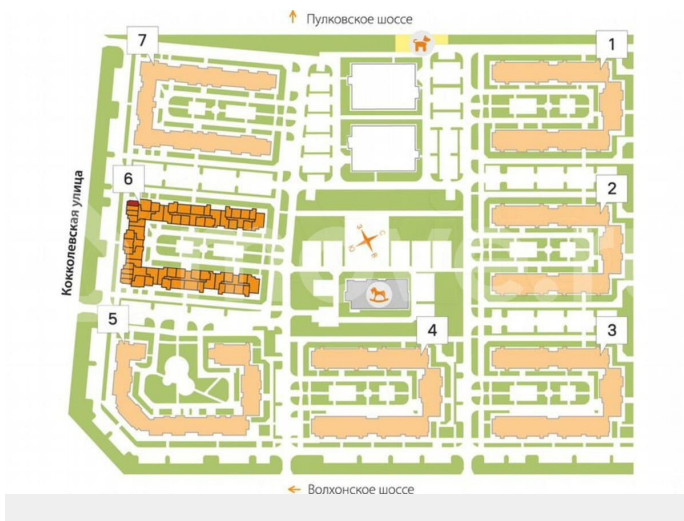 Пулковское шоссе
7
1
6
2
Кокколевская улица
С
В
Ю
З
5
4
3
Волхонское шоссе